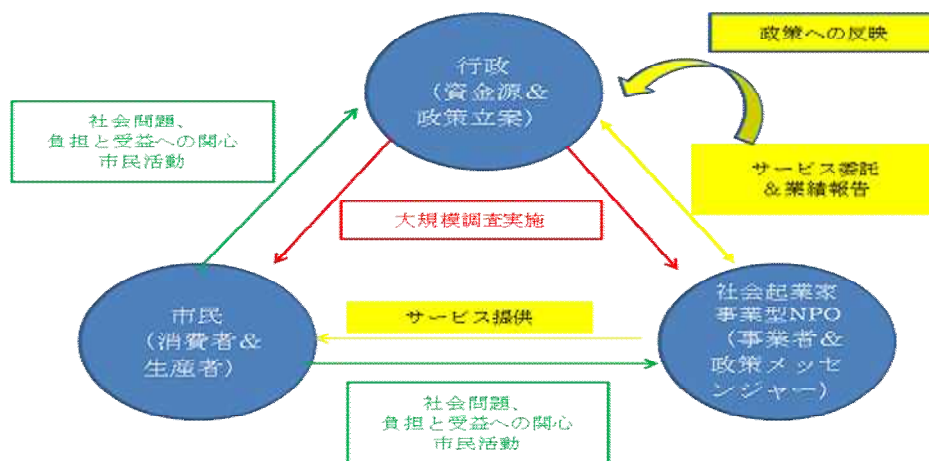 政策への反映
行政
（資金源＆
政策立案）
社会問題、
負担と受益への関心
市民活動
サービス委託
＆業績報告
大規模調査実施
市民
（消費者＆
生産者）
サービス提供
社会起業家
事業型NPO
（事業者＆
政策メッセ
ンジャー）
社会問題、
負担と受益への関心
市民活動